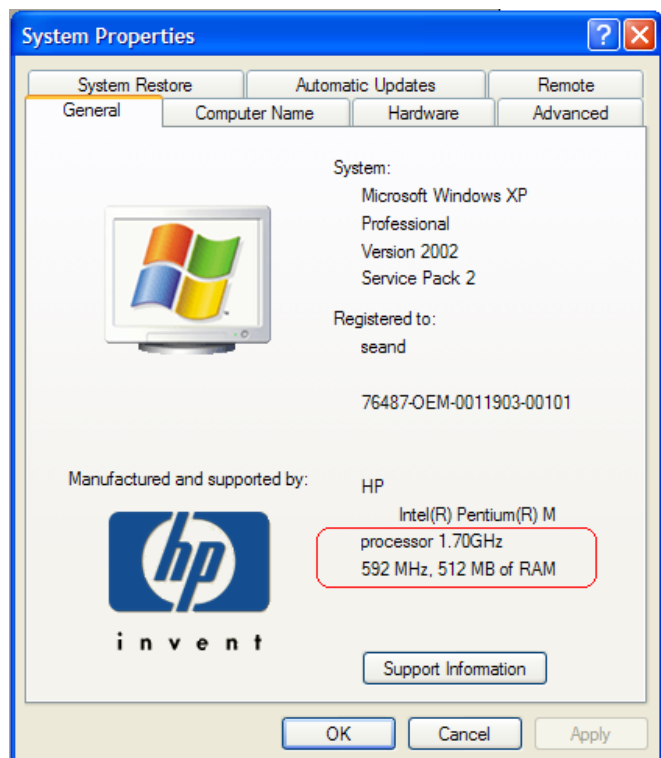 System Properties
System Restore
Automatic Updates
Remote
General
Computer Name
Hardware
Advanced
System:
Microsoft Windows XP
Professional
Version 2002
Service Pack 2
Registered to:
seand
76487-OEM-0011903-00101
Manufactured and supported by:
HP
Intel(R) Pentium(R) M
processor 1.70GHz
592 MHz, 512 MB of RAM
hp
invent
Support Information
OK
Cancel
Apply